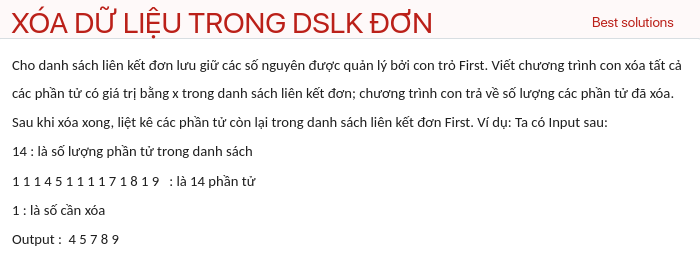 XÓA DỮ LIỆU TRONG DSLK ĐƠN
Best solutions
Cho danh sách liên kết đơn lưu giữ các số nguyên được quản lý bởi con trỏ First. Viết chương trình con xóa tất cả
các phần tử có giá trị bằng x trong danh sách liên kết đơn; chương trình con trả về số lượng các phần tử đã xóa.
Sau khi xóa xong, liệt kê các phần tử còn lại trong danh sách liên kết đơn First. Ví dụ: Ta có Input sau:
14 : là số lượng phần tử trong danh sách
1 1 1 4 5 1 1 1 1 7 1 8 1 9 : là 14 phần tử
1 : là số cần xóa
Output : 4 5 7 8 9